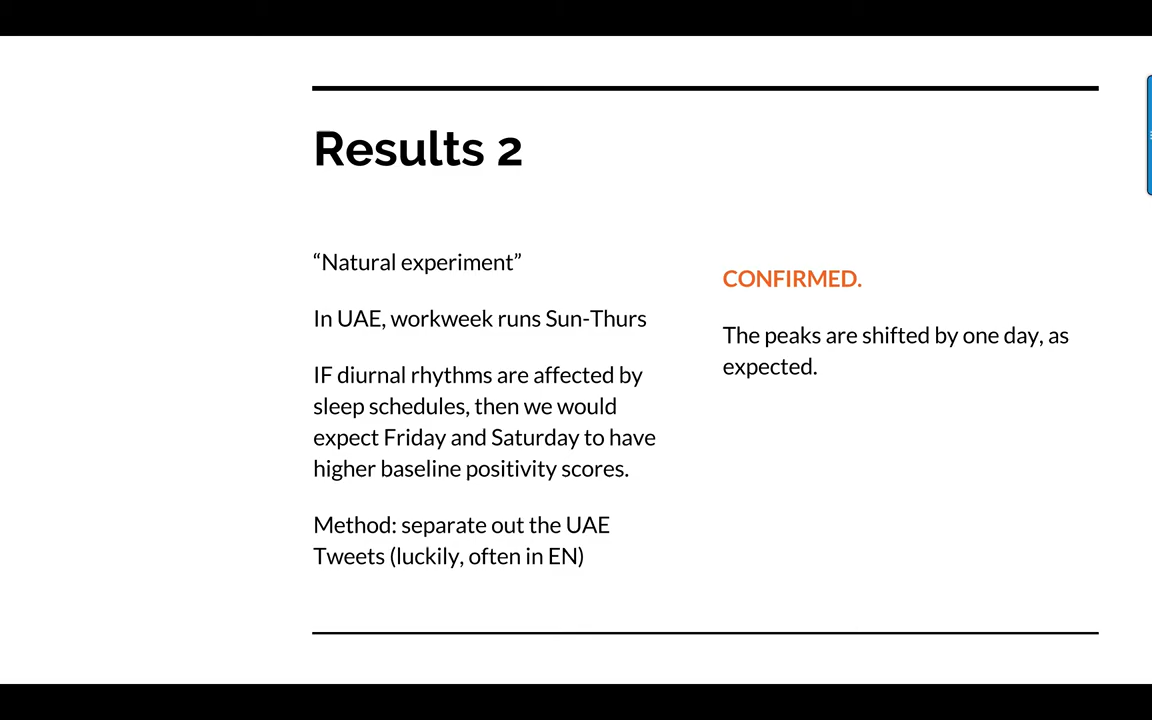 Results 2
“Natural experiment”
In UAE, workweek runs Sun-Thurs
IF diurnal rhythms are affected by
sleep schedules, then we would
expect Friday and Saturday to have
higher baseline positivity scores.
Method: separate out the UAE
Tweets (luckily, often in EN)
CONFIRMED.
The peaks are shifted by one day, as
expected.